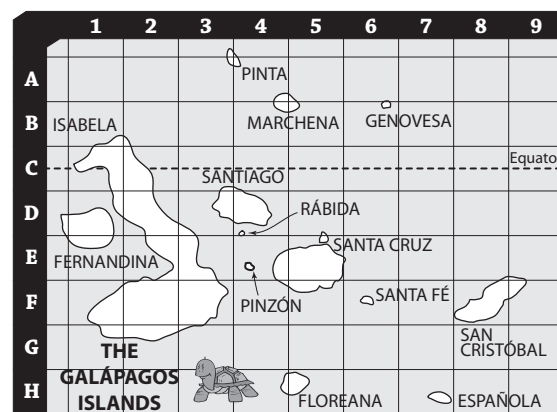 1 2 3 4 5 6 7 8 9
A
PINTA
B
ISABELA
MARCHENA
GENOVESA
C
Equato
SANTIAGO
D
RÁBIDA
SANTA CRUZ
E
FERNANDINA
F
SANTA FÉ
PINZÓN
G
SAN
CRISTÓBAL
THE
GALÁPAGOS
ISLANDS
H
FLOREANA
ESPAÑOLA